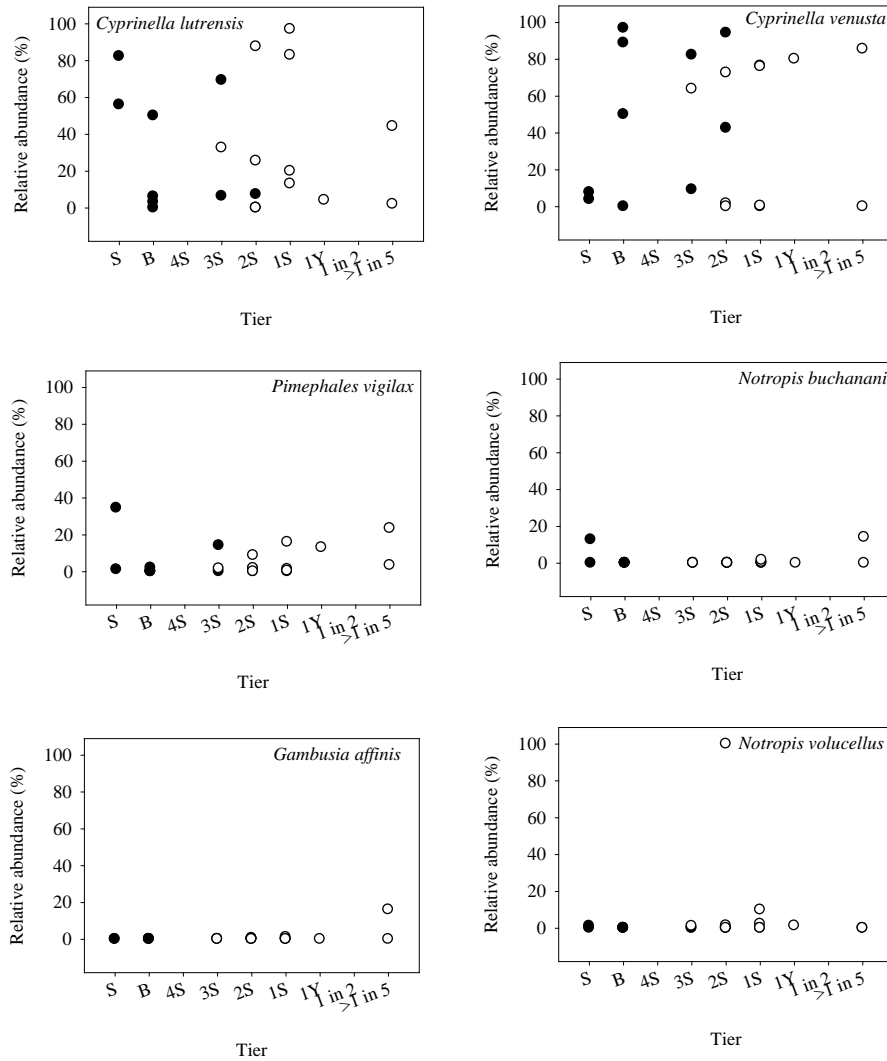 Cyprinella lutrensis
Relative abundance (%)
100
80
60
40
20
0
S B 4S 3S 2S 1S 1Y 1 in 2 >1 in 5
Tier
Cyprinella venusta
Relative abundance (%)
100
80
60
40
20
0
S B 4S 3S 2S 1S 1Y 1 in 2 >1 in 5
Tier
Pimephales vigilax
Relative abundance (%)
100
80
60
40
20
0
S B 4S 3S 2S 1S 1Y 1 in 2 >1 in 5
Tier
Notropis buchanani
Relative abundance (%)
100
80
60
40
20
0
S B 4S 3S 2S 1S 1Y 1 in 2 >1 in 5
Tier
Gambusia affinis
Relative abundance (%)
100
80
60
40
20
0
S B 4S 3S 2S 1S 1Y 1 in 2 >1 in 5
Tier
Notropis volucellus
Relative abundance (%)
100
80
60
40
20
0
S B 4S 3S 2S 1S 1Y 1 in 2 >1 in 5
Tier